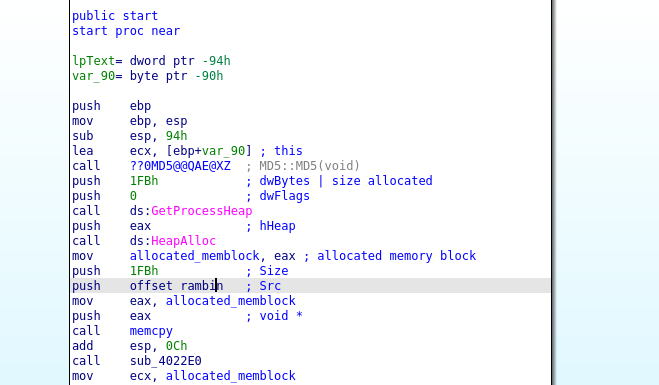 public start
start proc near
lpText= dword ptr -94h
var_90= byte ptr -90h
push ebp
mov ebp, esp
sub esp, 94h
lea ecx, [ebp+var_90] ; this
call ??0MD5@@QAE@XZ ; MD5::MD5(void)
push 1FBh ; dwBytes | size allocated
push 0 ; dwFlags
call ds:GetProcessHeap
push eax ; hHeap
call ds:HeapAlloc
mov allocated_memblock, eax ; allocated memory block
push 1FBh ; Size
push offset rambin ; Src
mov eax, allocated_memblock
push eax ; void *
call memcpy
add esp, 0Ch
call sub_4022E0
mov ecx, allocated_memblock